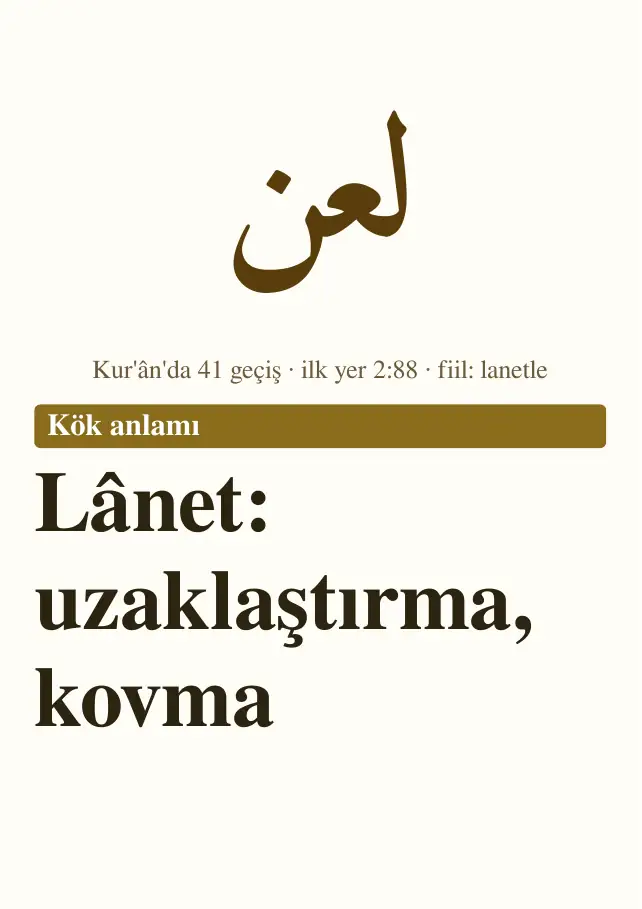 لعن
Kur'ân'da 41 geçiş · ilk yer 2:88 · fiil: lanetle
Kök anlamı
Lânet:
uzaklaştırma,
kovma